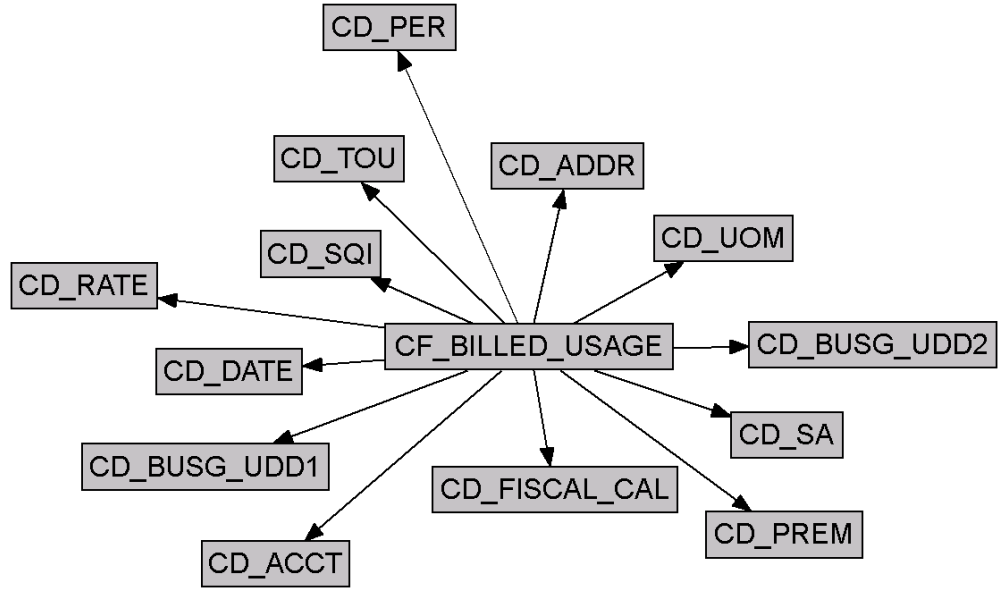 CD_PER
CD_TOU
CD_ADDR
CD_SQI
CD_UOM
CD_RATE
CF_BILLED_USAGE
CD_BUSG_UDD2
CD_DATE
CD_SA
CD_BUSG_UDD1
CD_FISCAL_CAL
CD_PREM
CD_ACCT